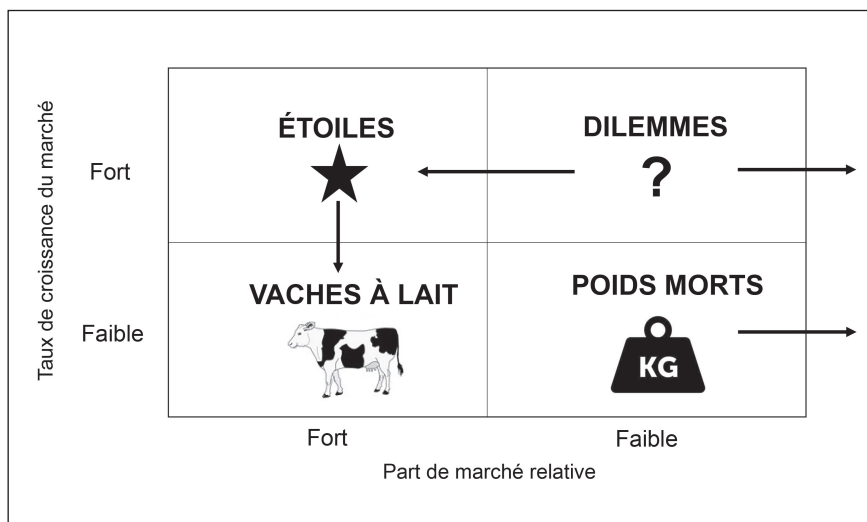 Taux de croissance du marché
ÉTOILES
DILEMMES
Fort
?
VACHES À LAIT
POIDS MORTS
Faible
KG
Fort
Faible
Part de marché relative